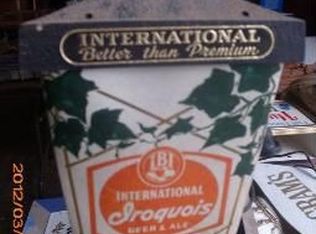 INTERNATIONAL
Better than Premium
IBI
INTERNATIONAL
Iroquois
BEER & ALE
2012/03/